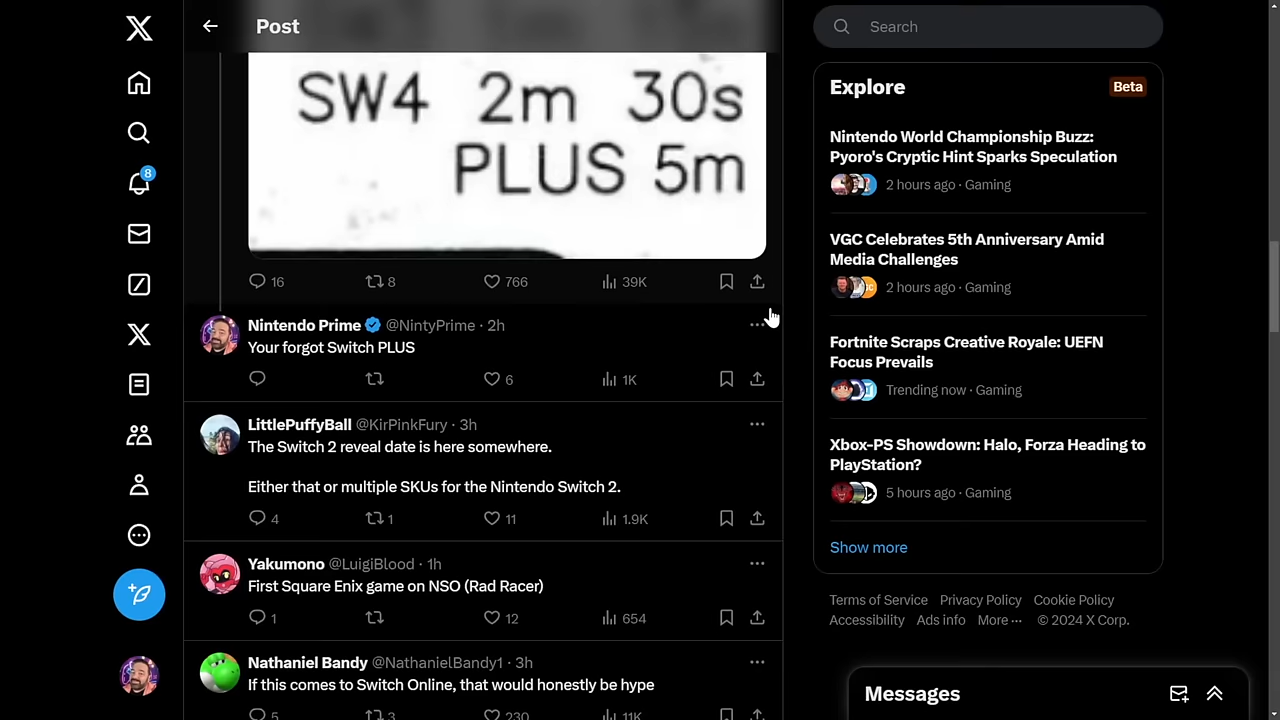 Post
Search
SW4 2m 30s
PLUS 5m
16 8 766 39K
Nintendo Prime @NintyPrime · 2h
Your forgot Switch PLUS
6 1K
LittlePuffyBall @KirPinkFury · 3h
The Switch 2 reveal date is here somewhere.
Either that or multiple SKUs for the Nintendo Switch 2.
4 1 11 1.9K
Yakumono @LuigiBlood · 1h
First Square Enix game on NSO (Rad Racer)
1 12 654
Nathaniel Bandy @NathanielBandy1 · 3h
If this comes to Switch Online, that would honestly be hype
5 3 230 11K
8
Explore Beta
Nintendo World Championship Buzz:
Pyoro's Cryptic Hint Sparks Speculation
2 hours ago · Gaming
VGC Celebrates 5th Anniversary Amid
Media Challenges
2 hours ago · Gaming
Fortnite Scraps Creative Royale: UEFN
Focus Prevails
Trending now · Gaming
Xbox-PS Showdown: Halo, Forza Heading to
PlayStation?
5 hours ago · Gaming
Show more
Terms of Service Privacy Policy Cookie Policy
Accessibility Ads info More ··· © 2024 X Corp.
Messages